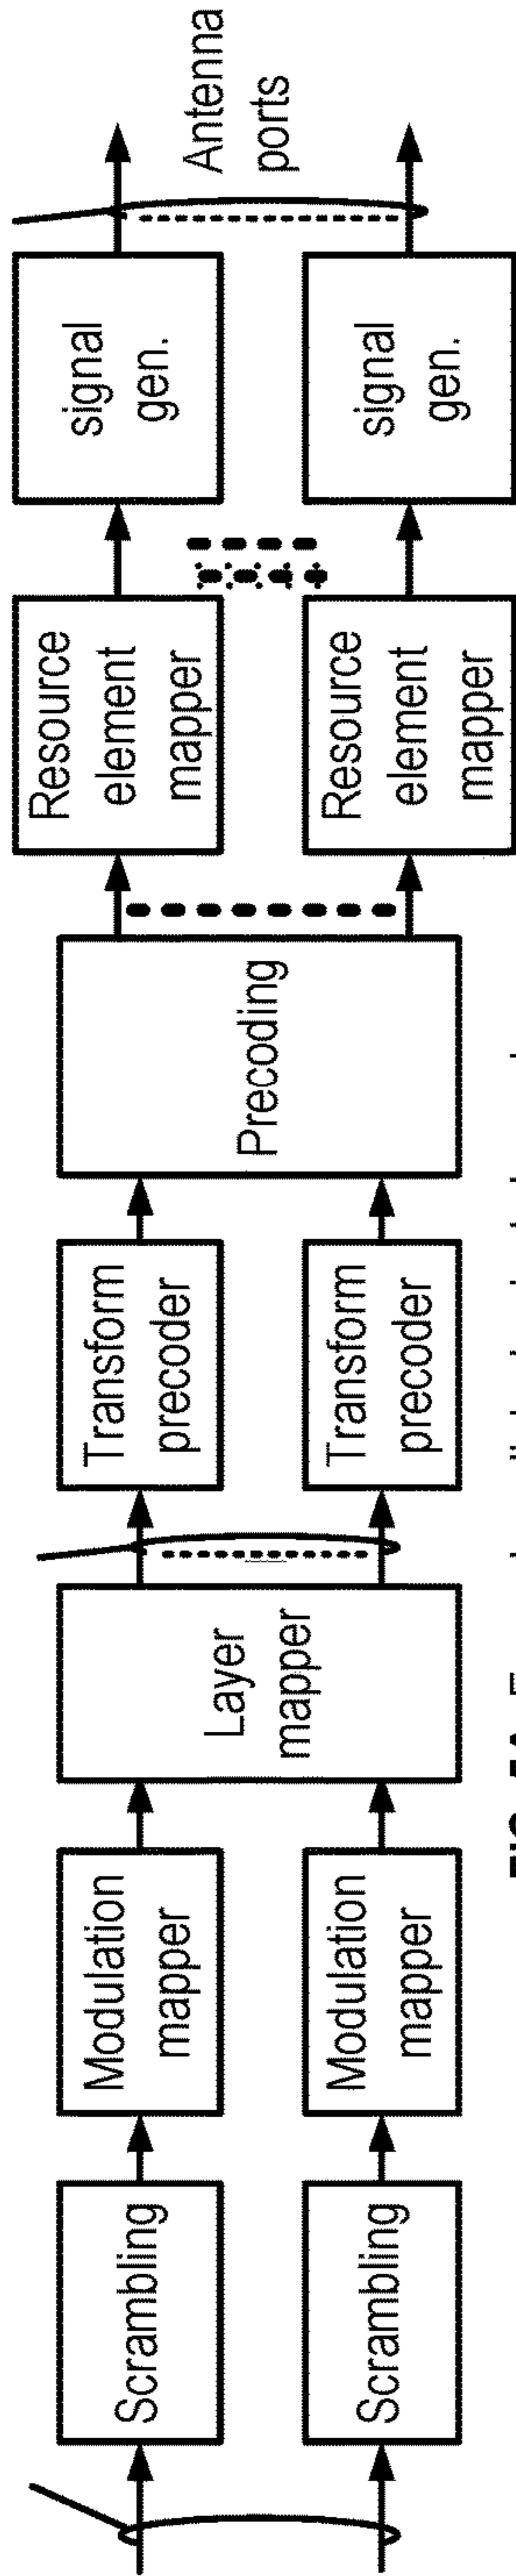 Scrambling
Scrambling
Modulation
mapper
Modulation
mapper
Layer
mapper
Transform
precoder
Transform
precoder
Precoding
Resource
element
mapper
Resource
element
mapper
signal
gen.
signal
gen.
Antenna
ports